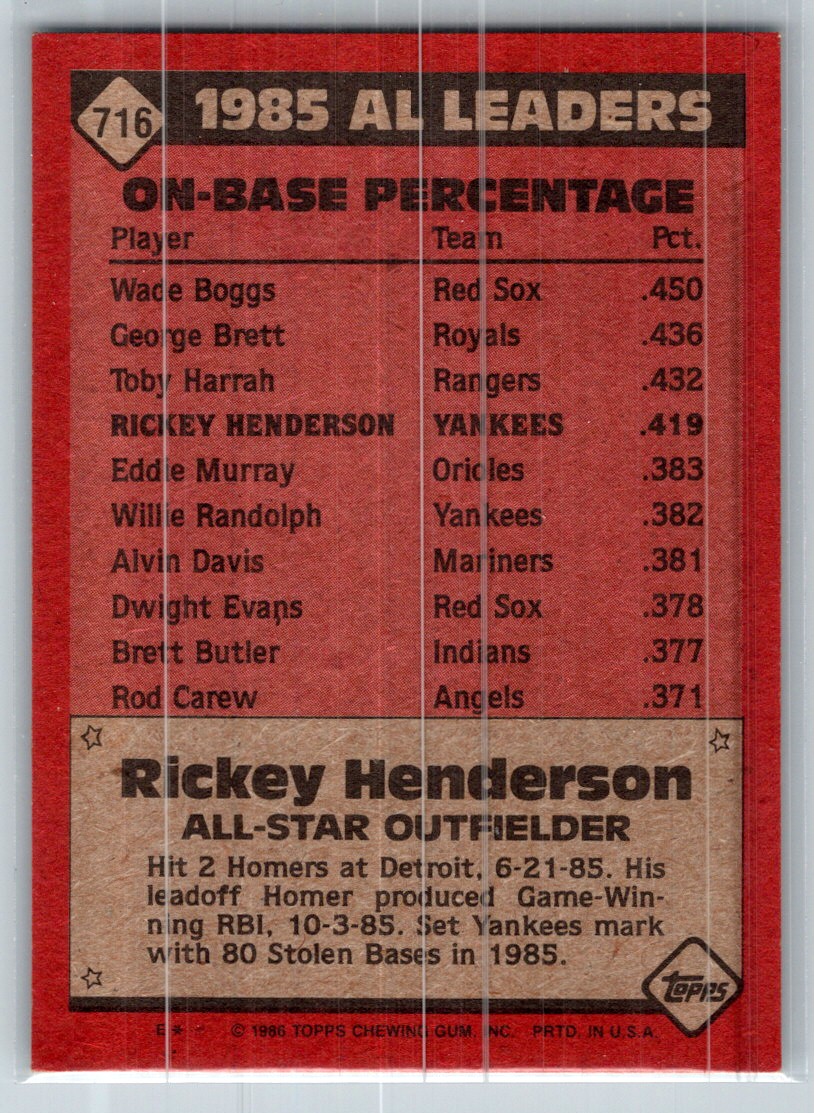 716 1985 AL LEADERS
ON-BASE PERCENTAGE
Player Team Pct.
Wade Boggs Red Sox .450
George Brett Royals .436
Toby Harrah Rangers .432
RICKEY HENDERSON YANKEES .419
Eddie Murray Orioles .383
Willie Randolph Yankees .382
Alvin Davis Mariners .381
Dwight Evans Red Sox .378
Brett Butler Indians .377
Rod Carew Angels .371
Rickey Henderson
ALL-STAR OUTFIELDER
Hit 2 Homers at Detroit, 6-21-85. His
leadoff Homer produced Game-Win-
ning RBI, 10-3-85. Set Yankees mark
with 80 Stolen Bases in 1985.
TOPPS
E* © 1986 TOPPS CHEWING GUM, INC. PRTD. IN U.S.A.